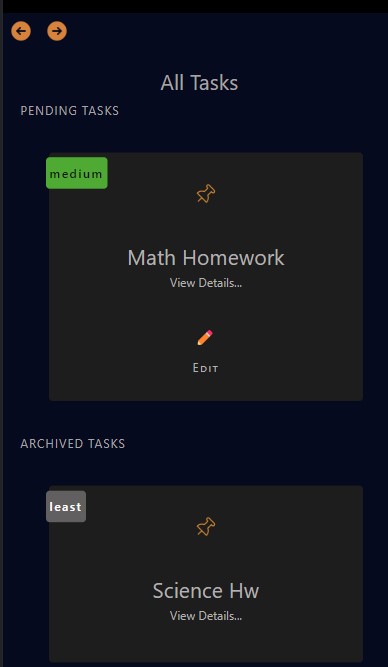 All Tasks
PENDING TASKS
medium
Math Homework
View Details...
Edit
ARCHIVED TASKS
least
Science Hw
View Details...